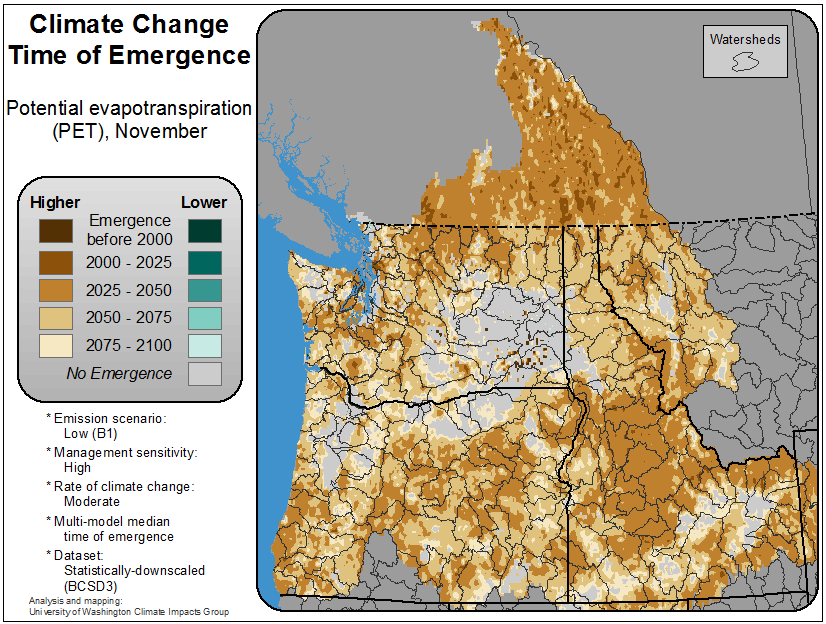 Climate Change
Time of Emergence
Potential evapotranspiration
(PET), November
Higher Lower
Emergence
before 2000
2000 - 2025
2025 - 2050
2050 - 2075
2075 - 2100
No Emergence
* Emission scenario:
Low (B1)
* Management sensitivity:
High
* Rate of climate change:
Moderate
* Multi-model median
time of emergence
* Dataset:
Statistically-downscaled
(BCSD3)
Analysis and mapping:
University of Washington Climate Impacts Group
Watersheds